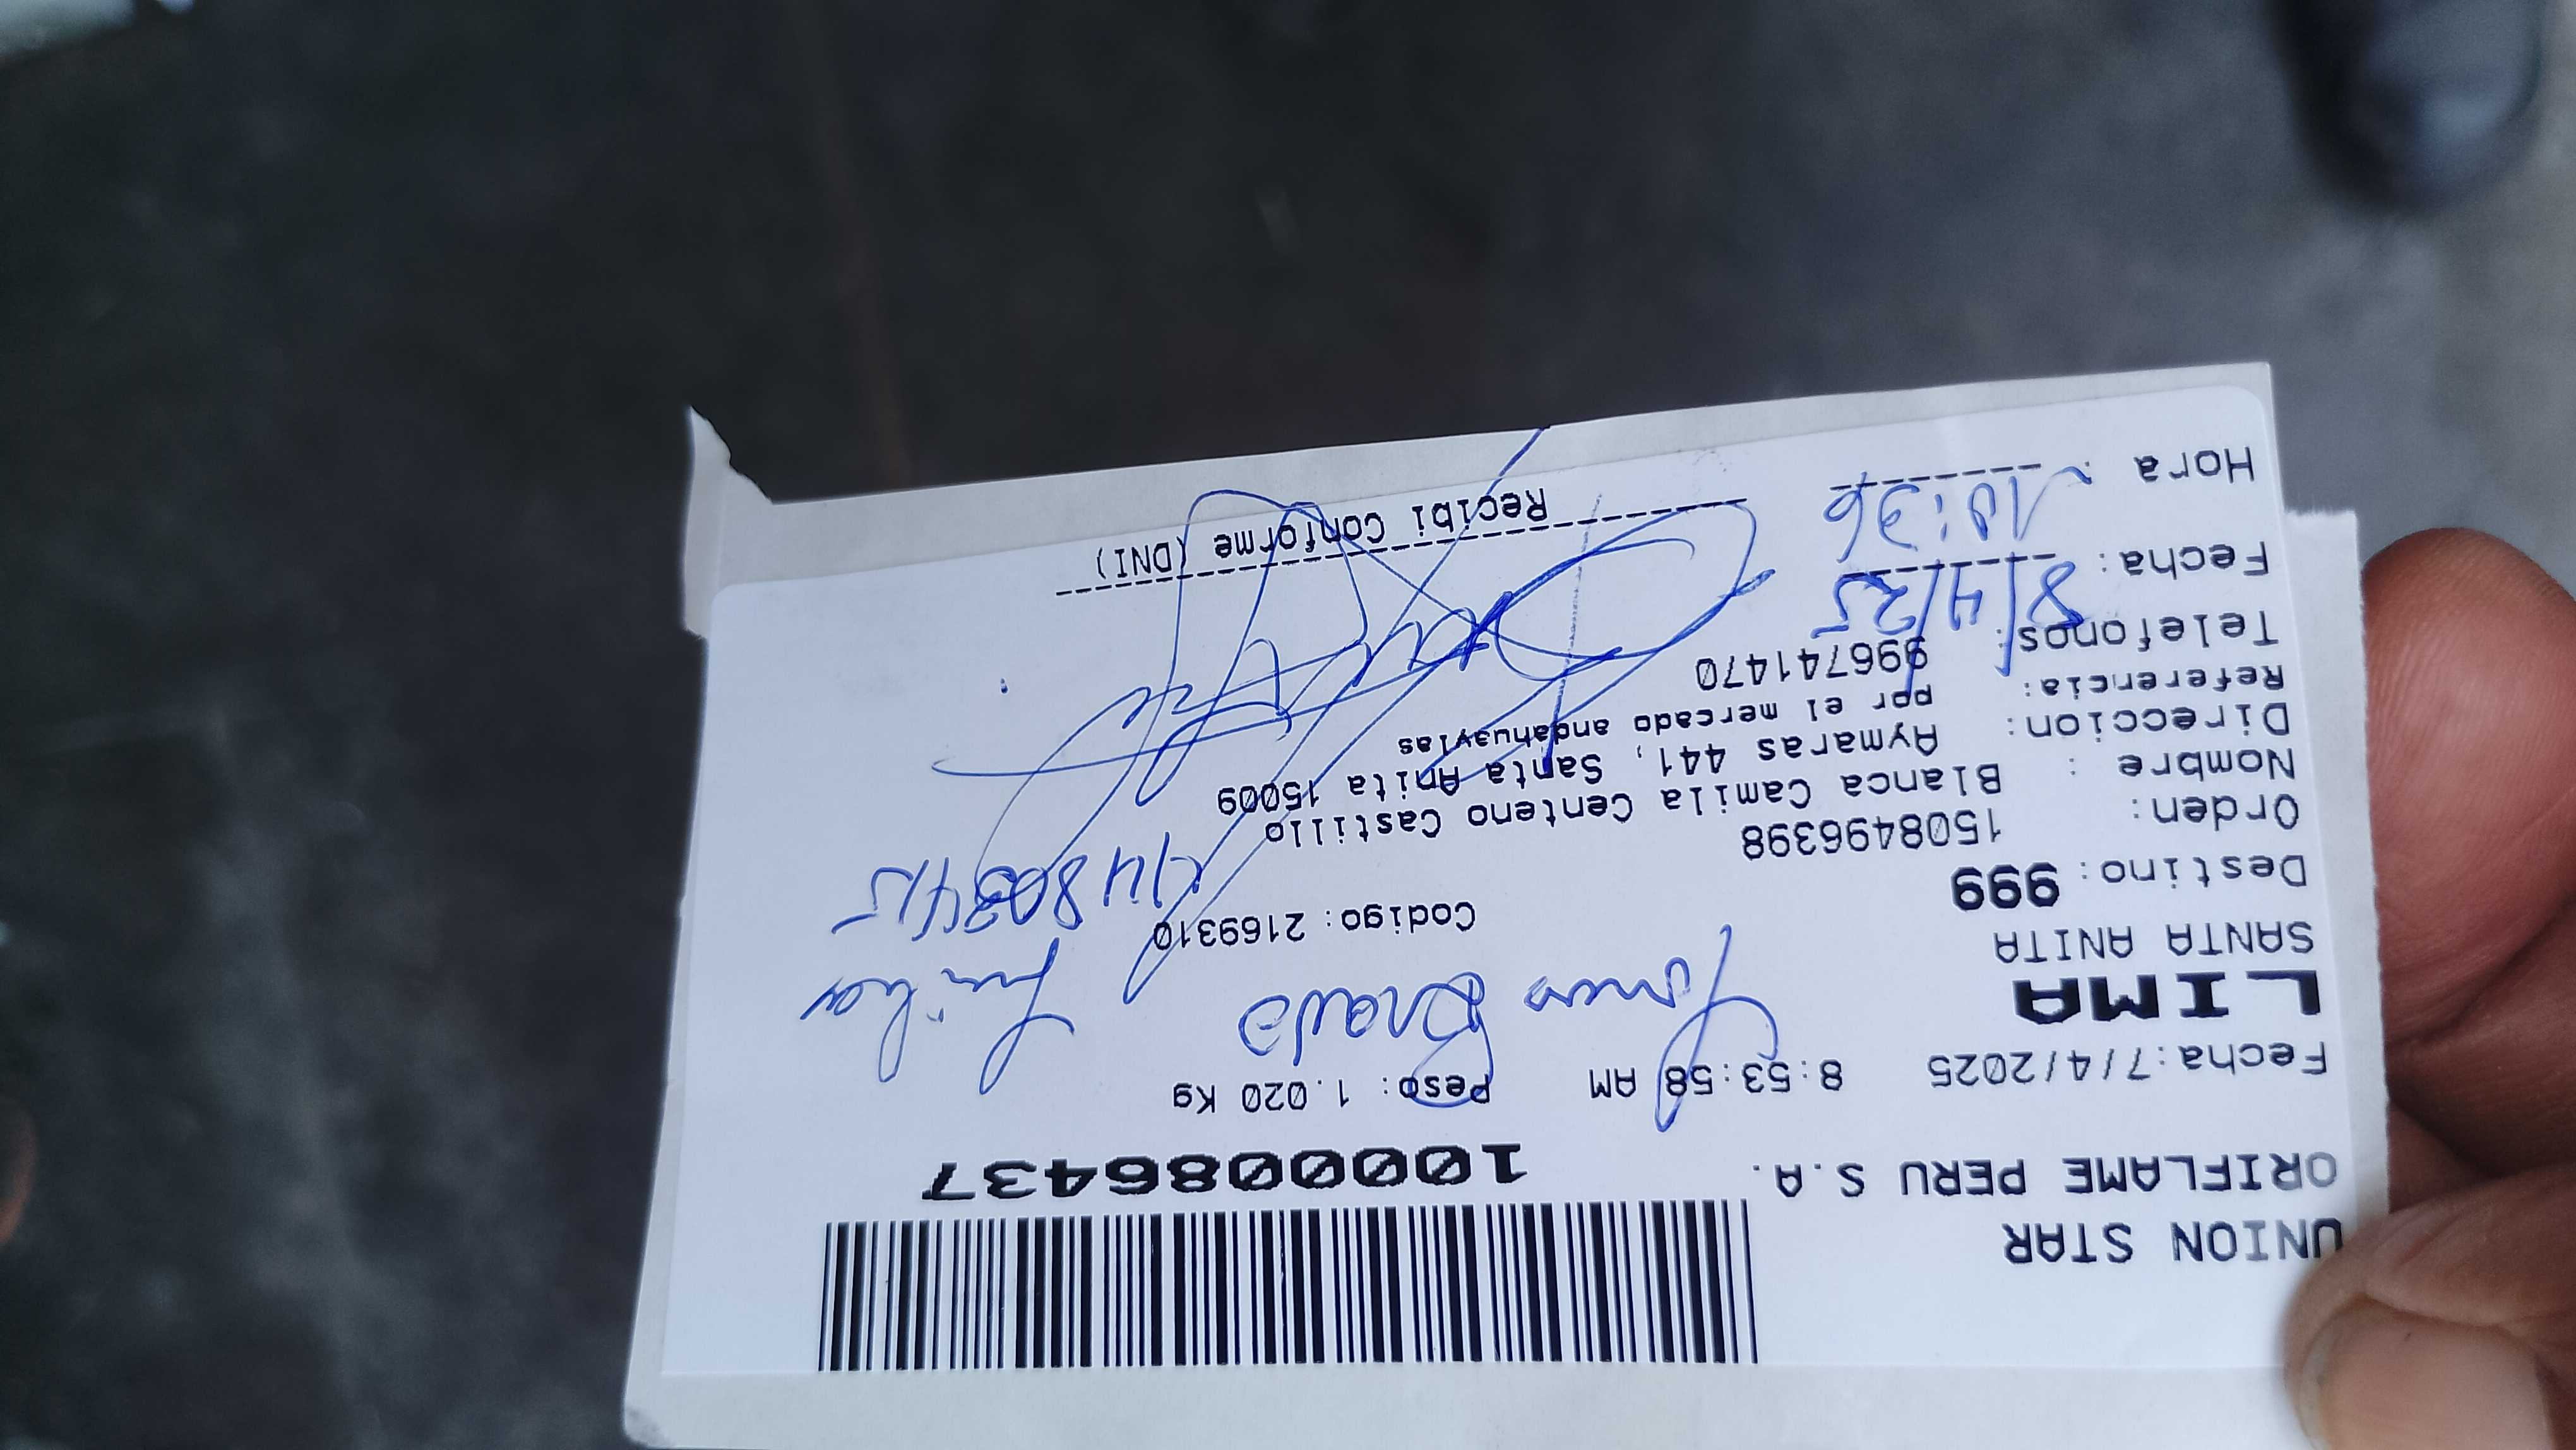 UNION STAR
ORIFLAME PERU S.A. 1000086437
Fecha:7/4/2025 8:53:58 AM Peso: 1.020 Kg
LIMA
SANTA ANITA Bravo
Destino: 999 Codigo: 2169310
Orden: 1508496398
Nombre : Blanca Camila Centeno Castillo
Direccion: Aymaras 441, Santa Anita 15009
Referencia: por el mercado andahuaylas
Telefonos: 996741470
Fecha: 8/4/25
Hora : 10:36 Recibi Conforme (DNI)